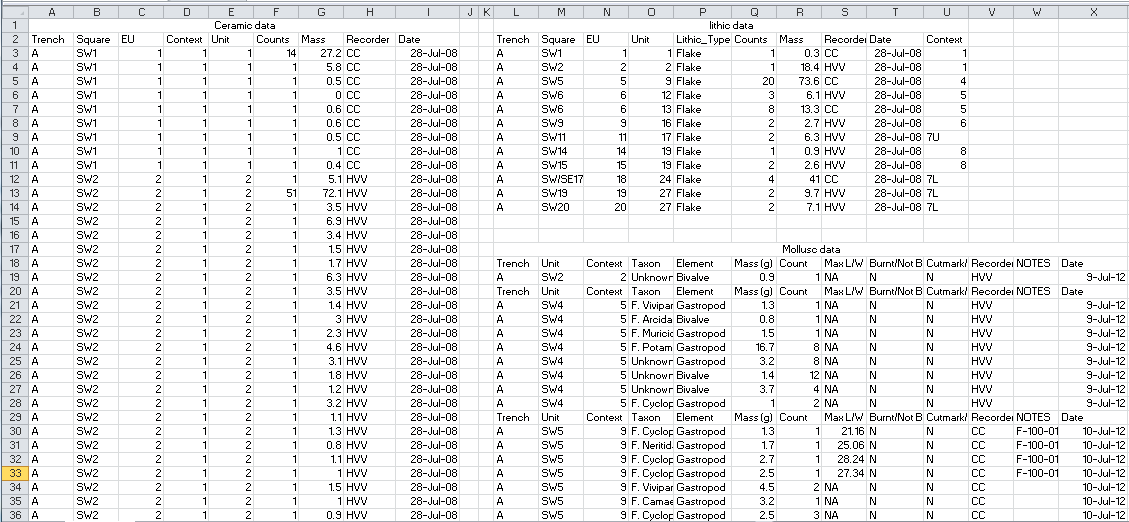 A B C D E F G H I J K L M N O P Q R S T U V W X
1 Ceramic data lithic data
2 Trench Square EU Context Unit Counts Mass Recorder Date Trench Square EU Unit Lithic_Type Counts Mass Recorder Date Context
3 A SW1 1 1 1 14 27.2 CC 28-Jul-08 A SW1 1 1 Flake 1 0.3 CC 28-Jul-08 1
4 A SW1 1 1 1 5.8 CC 28-Jul-08 A SW2 2 2 Flake 1 18.4 HVV 28-Jul-08 1
5 A SW1 1 1 1 0.5 CC 28-Jul-08 A SW5 5 9 Flake 20 73.6 CC 28-Jul-08 4
6 A SW1 1 1 1 0 CC 28-Jul-08 A SW6 6 12 Flake 3 6.1 HVV 28-Jul-08 5
7 A SW1 1 1 1 0.6 CC 28-Jul-08 A SW6 6 13 Flake 8 13.3 CC 28-Jul-08 5
8 A SW1 1 1 1 0.6 CC 28-Jul-08 A SW9 9 16 Flake 2 2.7 HVV 28-Jul-08 6
9 A SW1 1 1 1 0.5 CC 28-Jul-08 A SW11 11 17 Flake 2 6.3 HVV 28-Jul-08 7U
10 A SW1 1 1 1 1 CC 28-Jul-08 A SW14 14 19 Flake 1 0.9 HVV 28-Jul-08 8
11 A SW1 1 1 1 0.4 CC 28-Jul-08 A SW15 15 19 Flake 2 2.6 HVV 28-Jul-08 8
12 A SW2 2 1 2 5.1 HVV 28-Jul-08 A SW/SE17 18 24 Flake 4 41 CC 28-Jul-08 7L
13 A SW2 2 1 2 51 72.1 HVV 28-Jul-08 A SW19 19 27 Flake 2 9.7 HVV 28-Jul-08 7L
14 A SW2 2 1 2 3.5 HVV 28-Jul-08 A SW20 20 27 Flake 2 7.1 HVV 28-Jul-08 7L
15 A SW2 2 1 2 6.9 HVV 28-Jul-08
16 A SW2 2 1 2 3.4 HVV 28-Jul-08
17 A SW2 2 1 2 1.5 HVV 28-Jul-08 Mollusc data
18 A SW2 2 1 2 1.7 HVV 28-Jul-08 Trench Unit Context Taxon Element Mass (g) Count Max L/W Burnt/Not B Cutmark/ Recorder NOTES Date
19 A SW2 2 1 2 6.3 HVV 28-Jul-08 A SW2 2 Unknown Bivalve 0.9 1 NA N N HVV 9-Jul-12
20 A SW2 2 1 2 3.5 HVV 28-Jul-08 Trench Unit Context Taxon Element Mass (g) Count Max L/W Burnt/Not B Cutmark/ Recorder NOTES Date
21 A SW2 2 1 2 1.4 HVV 28-Jul-08 A SW4 5 F. Vivipar Gastropod 1.3 1 NA N N HVV 9-Jul-12
22 A SW2 2 1 2 3 HVV 28-Jul-08 A SW4 5 F. Arcida Bivalve 0.8 1 NA N N HVV 9-Jul-12
23 A SW2 2 1 2 2.3 HVV 28-Jul-08 A SW4 5 F. Muricic Gastropod 1.5 1 NA N N HVV 9-Jul-12
24 A SW2 2 1 2 4.6 HVV 28-Jul-08 A SW4 5 F. Potam Gastropod 16.7 8 NA N N HVV 9-Jul-12
25 A SW2 2 1 2 3.1 HVV 28-Jul-08 A SW4 5 Unknown Gastropod 3.2 8 NA N N HVV 9-Jul-12
26 A SW2 2 1 2 1.8 HVV 28-Jul-08 A SW4 5 Unknown Bivalve 1.4 12 NA N N HVV 9-Jul-12
27 A SW2 2 1 2 1.2 HVV 28-Jul-08 A SW4 5 Unknown Bivalve 3.7 4 NA N N HVV 9-Jul-12
28 A SW2 2 1 2 3.2 HVV 28-Jul-08 A SW4 5 F. Cyclop Gastropod 1 2 NA N N HVV 9-Jul-12
29 A SW2 2 1 2 1.1 HVV 28-Jul-08 Trench Unit Context Taxon Element Mass (g) Count Max L/W Burnt/Not B Cutmark/ Recorder NOTES Date
30 A SW2 2 1 2 1.3 HVV 28-Jul-08 A SW5 9 F. Cyclop Gastropod 1.3 1 21.16 N N CC F-100-01 10-Jul-12
31 A SW2 2 1 2 0.8 HVV 28-Jul-08 A SW5 9 F. Neritid Gastropod 1.7 1 25.06 N N CC F-100-01 10-Jul-12
32 A SW2 2 1 2 1.1 HVV 28-Jul-08 A SW5 9 F. Cyclop Gastropod 2.7 1 28.24 N N CC F-100-01 10-Jul-12
33 A SW2 2 1 2 1 HVV 28-Jul-08 A SW5 9 F. Cyclop Gastropod 2.5 1 27.34 N N CC F-100-01 10-Jul-12
34 A SW2 2 1 2 1.5 HVV 28-Jul-08 A SW5 9 F. Vivipar Gastropod 4.5 2 NA N N CC 10-Jul-12
35 A SW2 2 1 2 1 HVV 28-Jul-08 A SW5 9 F. Camae Gastropod 3.2 1 NA N N CC 10-Jul-12
36 A SW2 2 1 2 0.9 HVV 28-Jul-08 A SW5 9 F. Cyclop Gastropod 2.5 3 NA N N CC 10-Jul-12